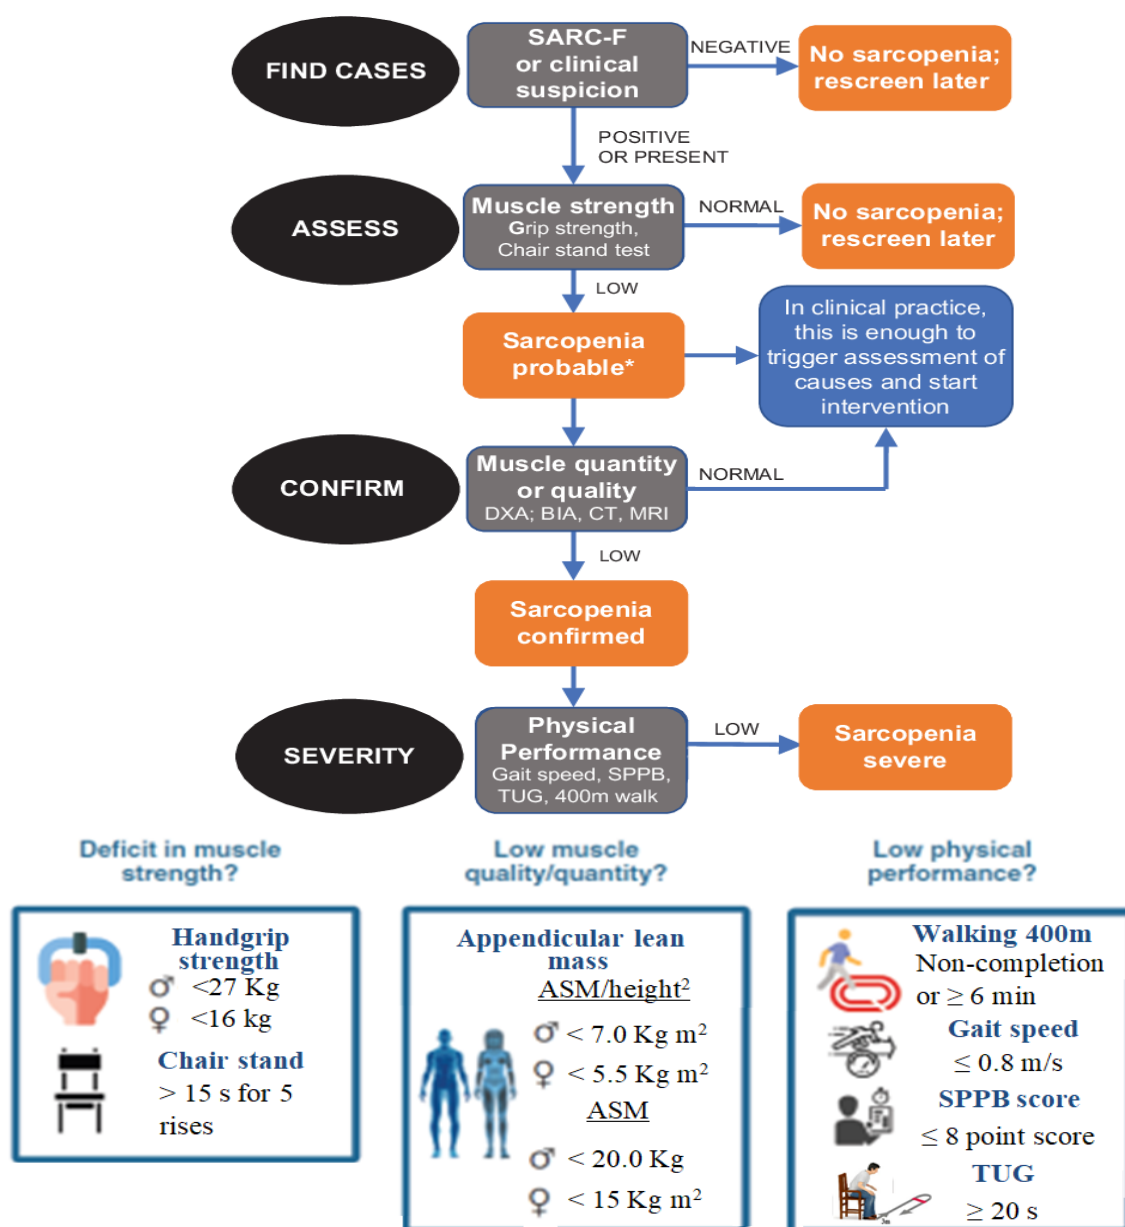 FIND CASES
SARC-F
or clinical
suspicion
NEGATIVE
No sarcopenia;
rescreen later
POSITIVE
OR PRESENT
ASSESS
Muscle strength
Grip strength,
Chair stand test
NORMAL
No sarcopenia;
rescreen later
LOW
Sarcopenia
probable*
In clinical practice,
this is enough to
trigger assessment of
causes and start
intervention
CONFIRM
Muscle quantity
or quality
DXA; BIA, CT, MRI
NORMAL
LOW
Sarcopenia
confirmed
SEVERITY
Physical
Performance
Gait speed, SPPB,
TUG, 400m walk
LOW
Sarcopenia
severe
Deficit in muscle
strength?
Handgrip
strength
♂ <27 Kg
♀ <16 kg
Chair stand
> 15 s for 5
rises
Low muscle
quality/quantity?
Appendicular lean
mass
ASM/height²
♂ < 7.0 Kg m²
♀ < 5.5 Kg m²
ASM
♂ < 20.0 Kg
♀ < 15 Kg m²
Low physical
performance?
Walking 400m
Non-completion
or ≥ 6 min
Gait speed
≤ 0.8 m/s
SPPB score
≤ 8 point score
TUG
≥ 20 s
3m